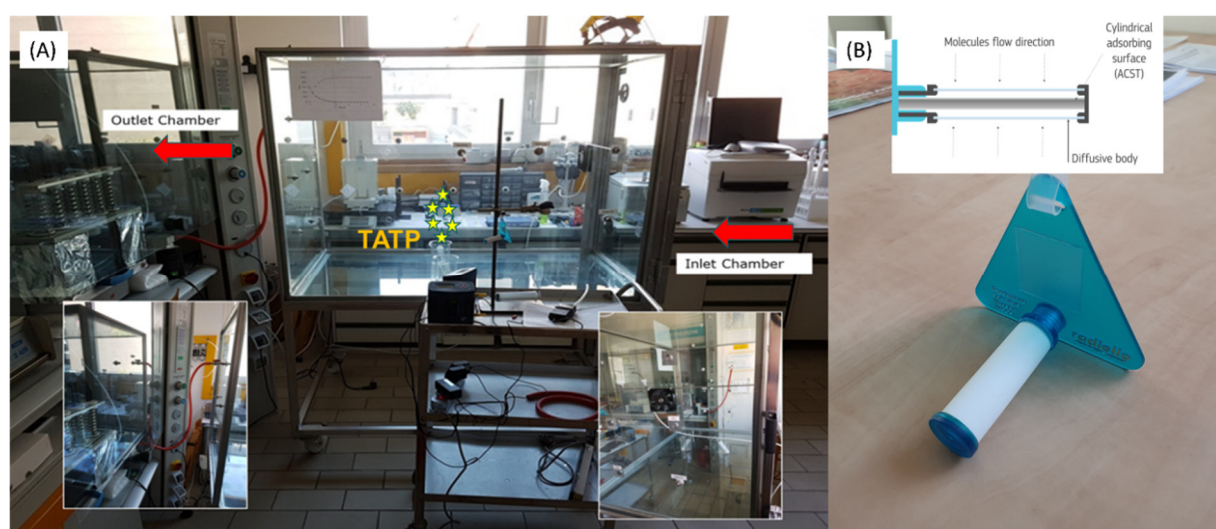 (A)
Outlet Chamber
TATP
Inlet Chamber
(B)
Molecules flow direction
Cylindrical
adsorbing
surface
(ACST)
Diffusive body
radiello